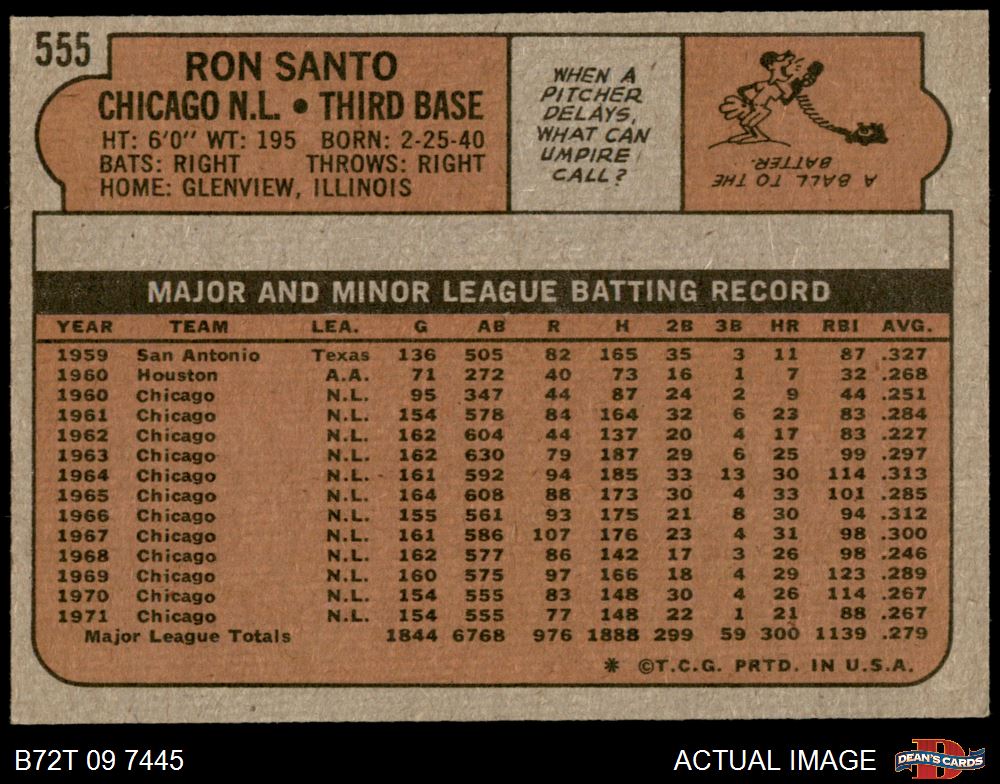 555
RON SANTO
CHICAGO N.L. • THIRD BASE
HT: 6'0" WT: 195 BORN: 2-25-40
BATS: RIGHT THROWS: RIGHT
HOME: GLENVIEW, ILLINOIS
WHEN A
PITCHER
DELAYS,
WHAT CAN
UMPIRE
CALL?
A BALL TO THE
BATTER.
MAJOR AND MINOR LEAGUE BATTING RECORD
YEAR TEAM LEA. G AB R H 2B 3B HR RBI AVG.
1959 San Antonio Texas 136 505 82 165 35 3 11 87 .327
1960 Houston A.A. 71 272 40 73 16 1 7 32 .268
1960 Chicago N.L. 95 347 44 87 24 2 9 44 .251
1961 Chicago N.L. 154 578 84 164 32 6 23 83 .284
1962 Chicago N.L. 162 604 44 137 20 4 17 83 .227
1963 Chicago N.L. 162 630 79 187 29 6 25 99 .297
1964 Chicago N.L. 161 592 94 185 33 13 30 114 .313
1965 Chicago N.L. 164 608 88 173 30 4 33 101 .285
1966 Chicago N.L. 155 561 93 175 21 8 30 94 .312
1967 Chicago N.L. 161 586 107 176 23 4 31 98 .300
1968 Chicago N.L. 162 577 86 142 17 3 26 98 .246
1969 Chicago N.L. 160 575 97 166 18 4 29 123 .289
1970 Chicago N.L. 154 555 83 148 30 4 26 114 .267
1971 Chicago N.L. 154 555 77 148 22 1 21 88 .267
Major League Totals 1844 6768 976 1888 299 59 300 1139 .279
* ©T.C.G. PRTD. IN U.S.A.
B72T 09 7445 ACTUAL IMAGE D DEAN'S CARDS